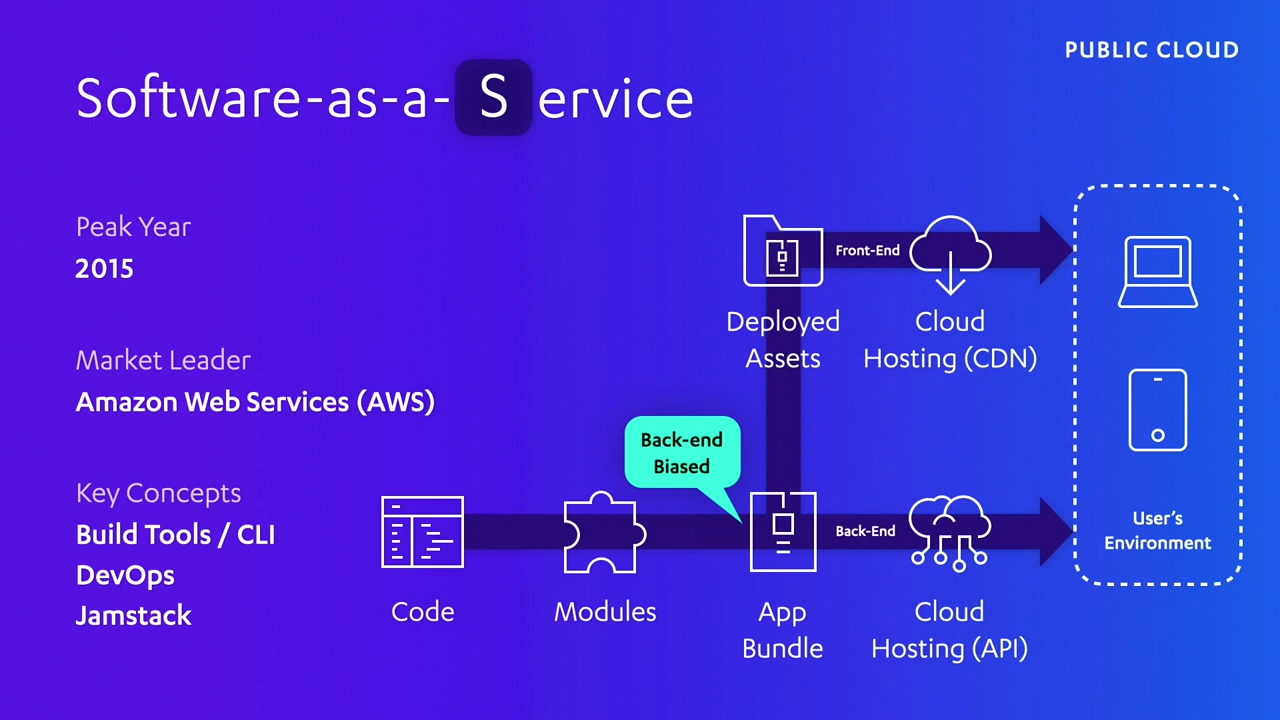 PUBLIC CLOUD
Software-as-a-Service
Peak Year
2015
Market Leader
Amazon Web Services (AWS)
Key Concepts
Build Tools / CLI
DevOps
Jamstack
Front-End
Deployed
Assets
Cloud
Hosting (CDN)
Back-end
Biased
Back-End
Code
Modules
App
Bundle
Cloud
Hosting (API)
User's
Environment